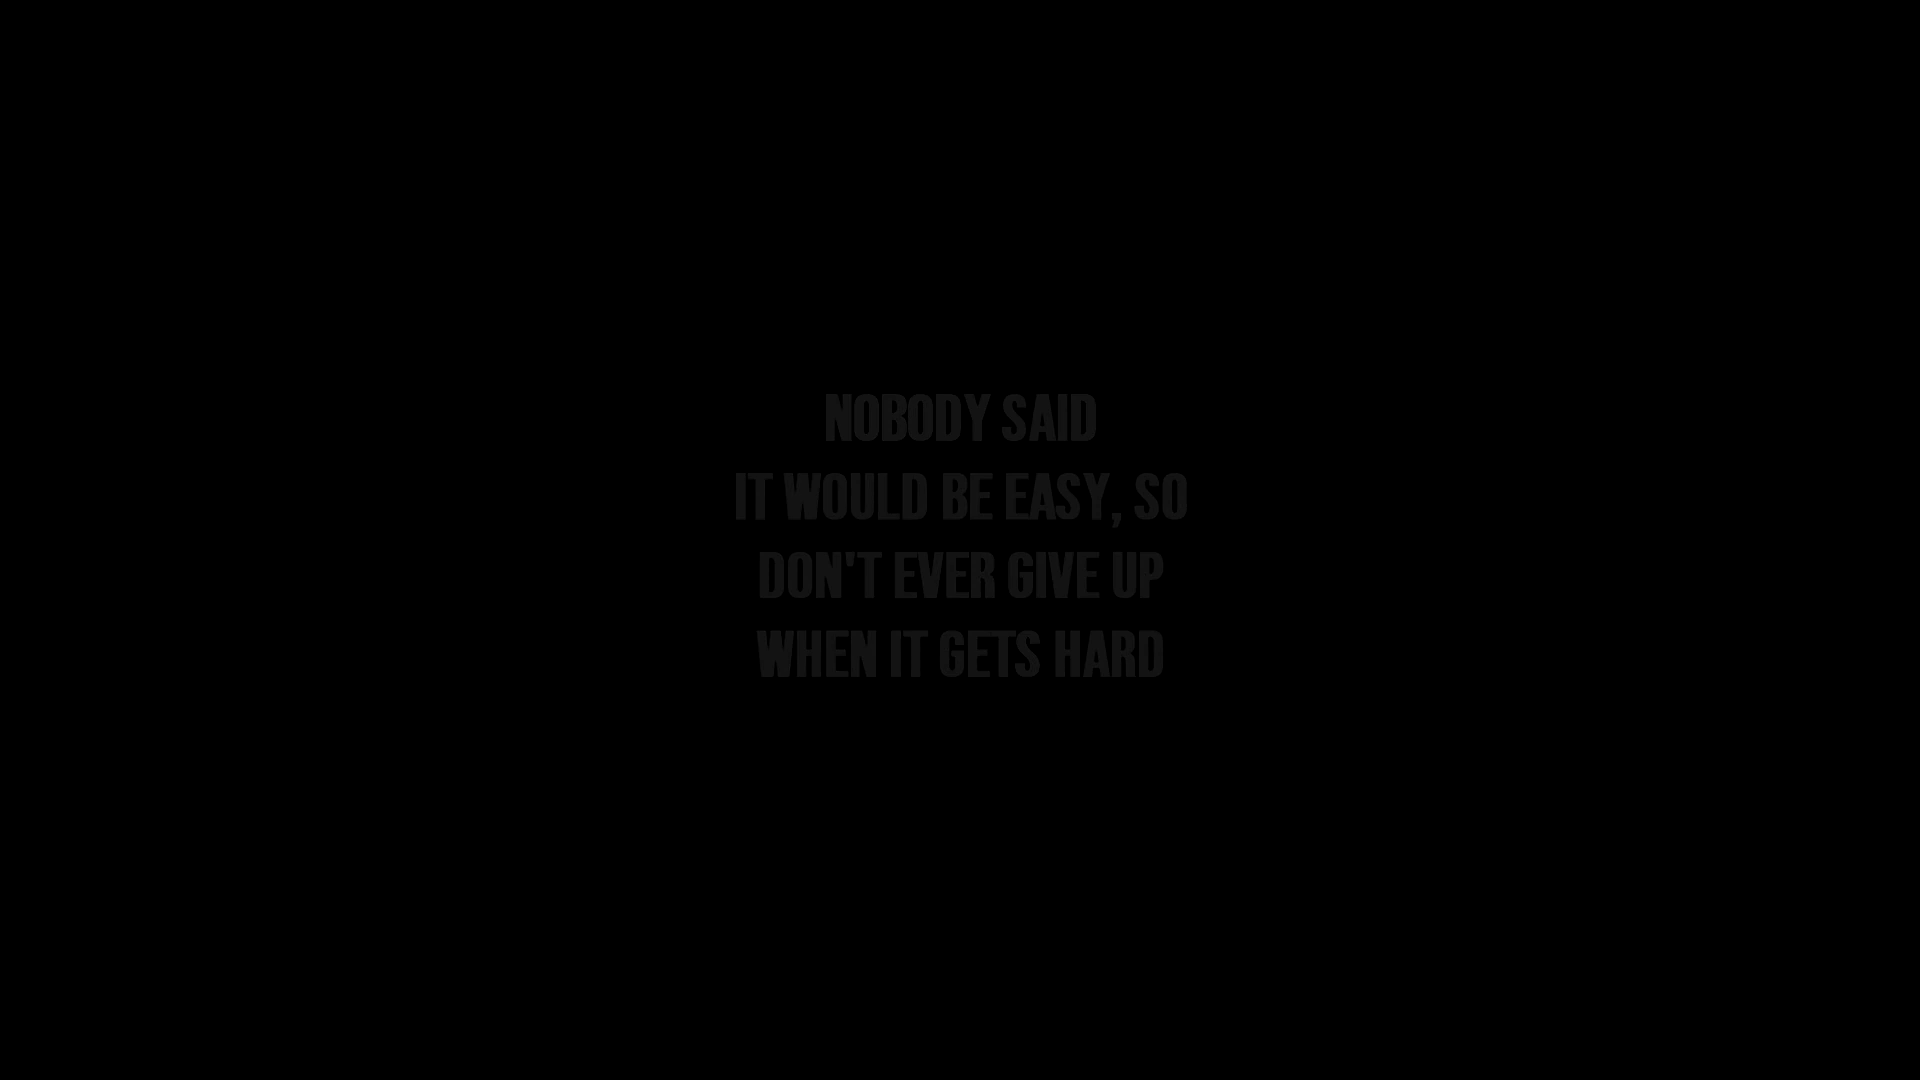 NOBODY SAID
IT WOULD BE EASY, SO
DON'T EVER GIVE UP
WHEN IT GETS HARD